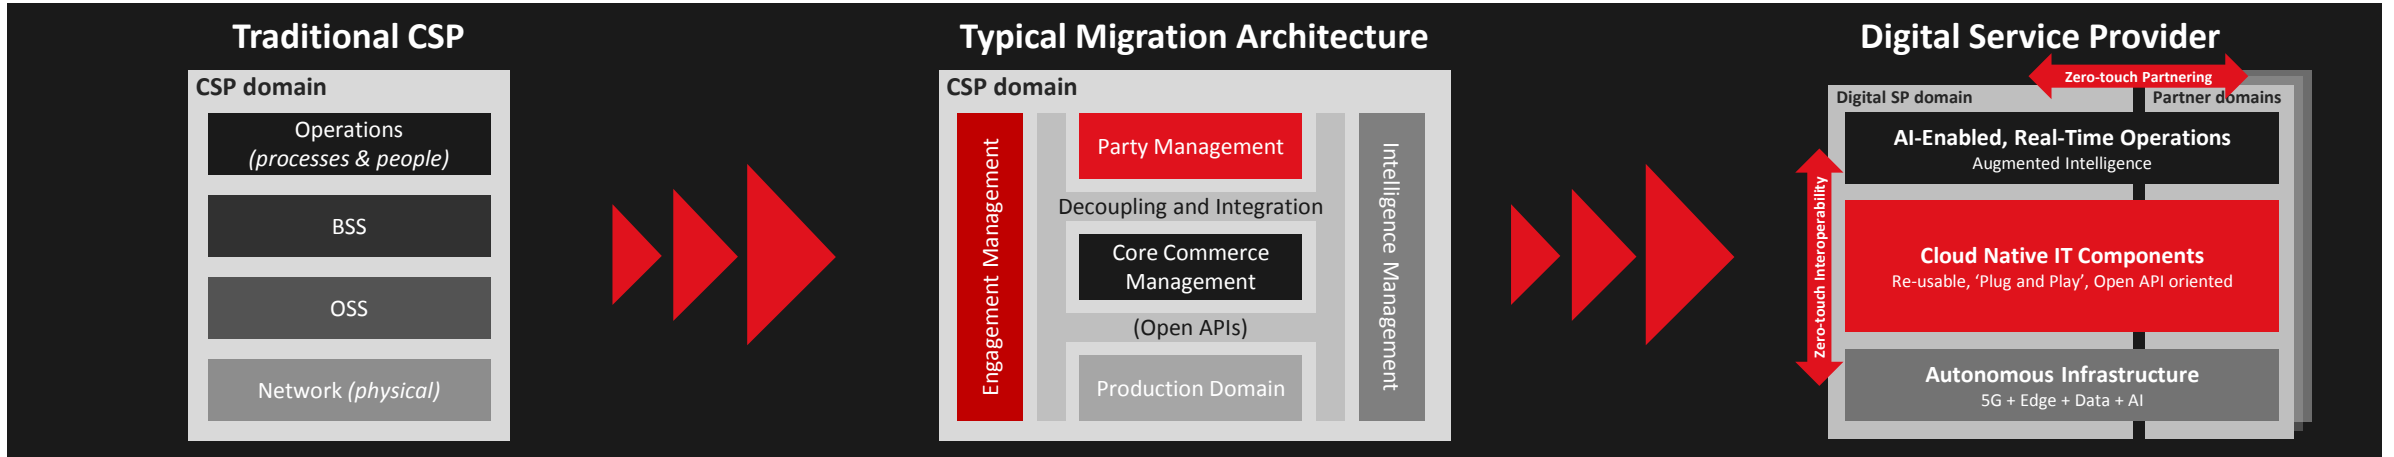 Traditional CSP
CSP domain
Operations
(processes & people)
BSS
OSS
Network (physical)
Typical Migration Architecture
CSP domain
Engagement Management
Party Management
Decoupling and Integration
Core Commerce
Management
(Open APIs)
Production Domain
Intelligence Management
Digital Service Provider
Zero-touch Partnering
Digital SP domain
Partner domains
Zero-touch Interoperability
AI-Enabled, Real-Time Operations
Augmented Intelligence
Cloud Native IT Components
Re-usable, ‘Plug and Play’, Open API oriented
Autonomous Infrastructure
5G + Edge + Data + AI